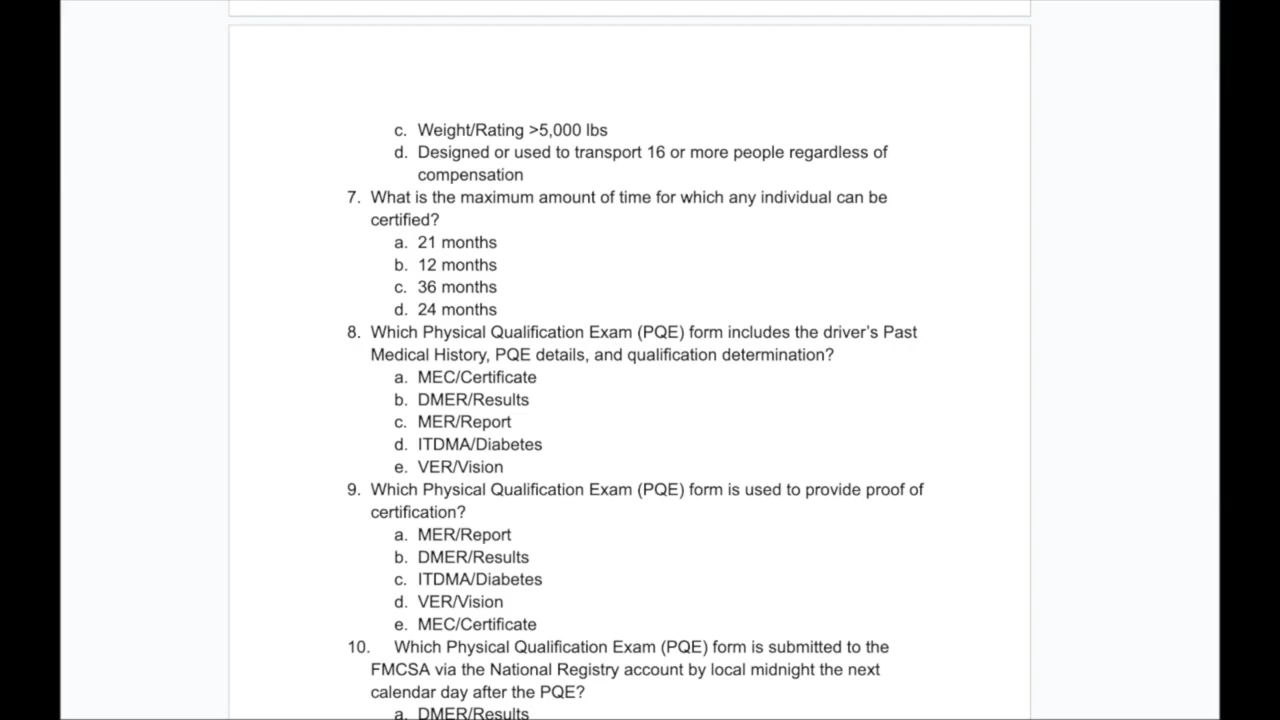 c. Weight/Rating >5,000 lbs
d. Designed or used to transport 16 or more people regardless of
compensation
7. What is the maximum amount of time for which any individual can be
certified?
a. 21 months
b. 12 months
c. 36 months
d. 24 months
8. Which Physical Qualification Exam (PQE) form includes the driver's Past
Medical History, PQE details, and qualification determination?
a. MEC/Certificate
b. DMER/Results
c. MER/Report
d. ITDMA/Diabetes
e. VER/Vision
9. Which Physical Qualification Exam (PQE) form is used to provide proof of
certification?
a. MER/Report
b. DMER/Results
c. ITDMA/Diabetes
d. VER/Vision
e. MEC/Certificate
10. Which Physical Qualification Exam (PQE) form is submitted to the
FMCSA via the National Registry account by local midnight the next
calendar day after the PQE?
a. DMER/Results